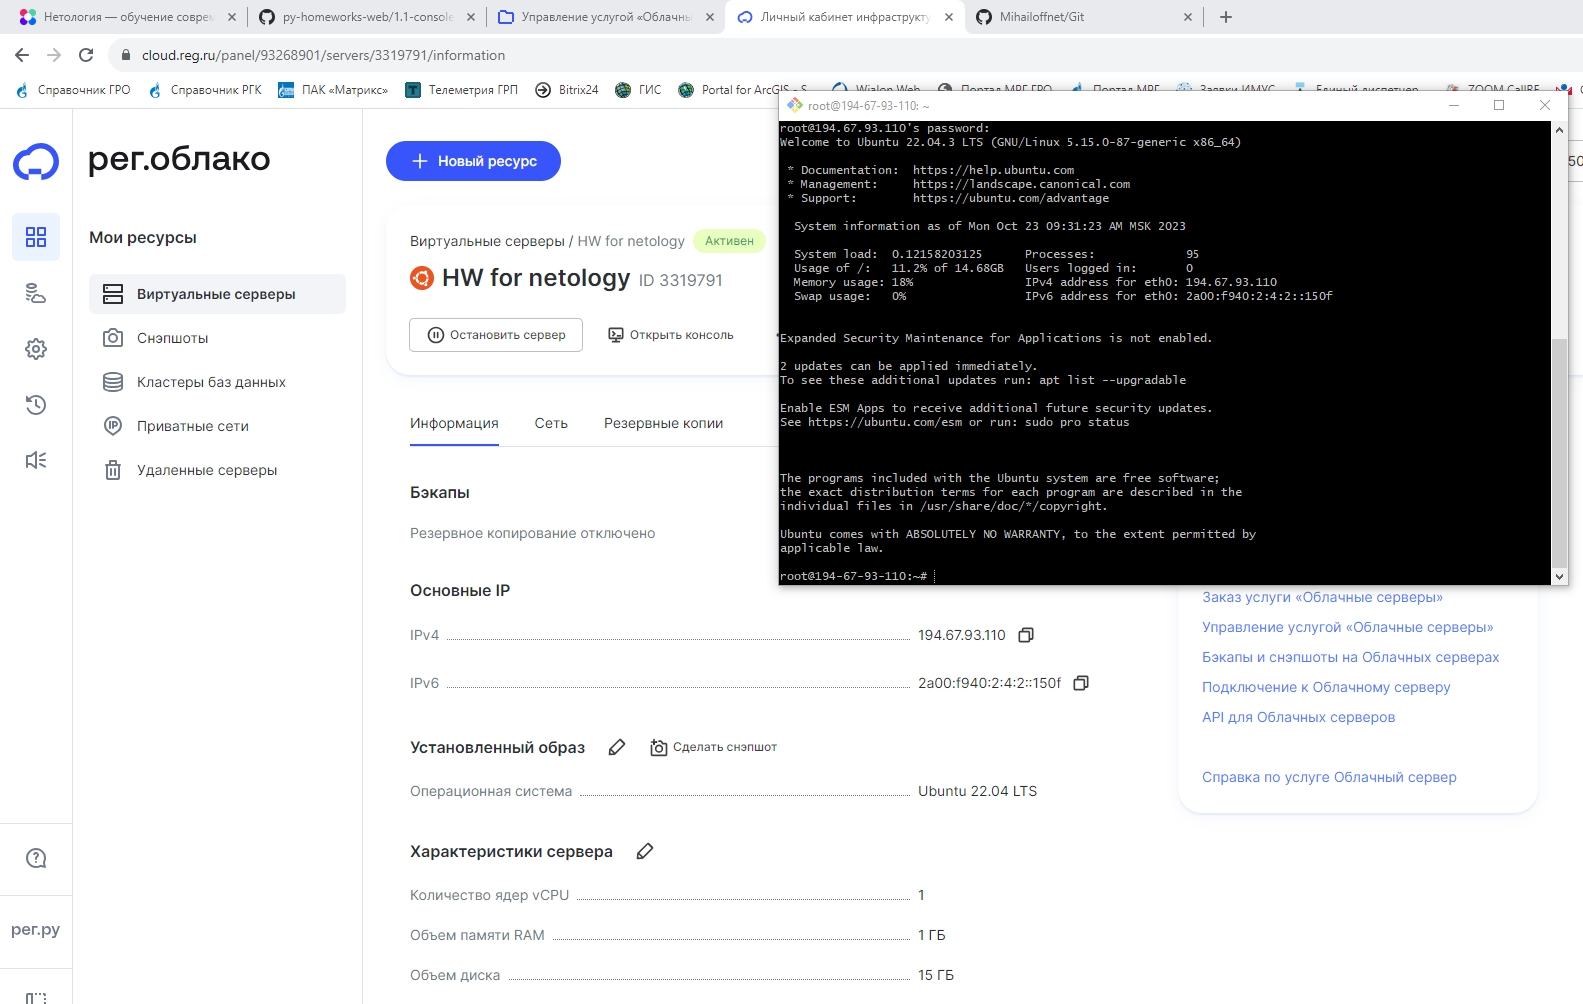 Нетология — обучение соврем
py-homeworks-web/1.1-console
Управление услугой «Облачны
Личный кабинет инфраструкту
Mihailoffnet/Git
cloud.reg.ru/panel/93268901/servers/3319791/information
Справочник ГРО
Справочник РГК
ПАК «Матрикс»
Телеметрия ГРП
Bitrix24
ГИС
Portal for ArcGIS - S
Wialon Web
Портал МРГ ГРО
Портал МРГ
Заявки ИМУС
Единый диспетчер
ZOOM CallRF
рег.облако
Новый ресурс
Мои ресурсы
Виртуальные серверы
Снэпшоты
Кластеры баз данных
Приватные сети
Удаленные серверы
рег.ру
Виртуальные серверы / HW for netology Активен
HW for netology ID 3319791
Остановить сервер
Открыть консоль
Информация
Сеть
Резервные копии
Бэкапы
Резервное копирование отключено
Основные IP
IPv4 194.67.93.110
IPv6 2a00:f940:2:4:2::150f
Установленный образ
Сделать снэпшот
Операционная система Ubuntu 22.04 LTS
Характеристики сервера
Количество ядер vCPU 1
Объем памяти RAM 1 ГБ
Объем диска 15 ГБ
root@194-67-93-110: ~
root@194.67.93.110's password:
Welcome to Ubuntu 22.04.3 LTS (GNU/Linux 5.15.0-87-generic x86_64)
* Documentation: https://help.ubuntu.com
* Management: https://landscape.canonical.com
* Support: https://ubuntu.com/advantage
System information as of Mon Oct 23 09:31:23 AM MSK 2023
System load: 0.12158203125 Processes: 95
Usage of /: 11.2% of 14.68GB Users logged in: 0
Memory usage: 18% IPv4 address for eth0: 194.67.93.110
Swap usage: 0% IPv6 address for eth0: 2a00:f940:2:4:2::150f
Expanded Security Maintenance for Applications is not enabled.
2 updates can be applied immediately.
To see these additional updates run: apt list --upgradable
Enable ESM Apps to receive additional future security updates.
See https://ubuntu.com/esm or run: sudo pro status
The programs included with the Ubuntu system are free software;
the exact distribution terms for each program are described in the
individual files in /usr/share/doc/*/copyright.
Ubuntu comes with ABSOLUTELY NO WARRANTY, to the extent permitted by
applicable law.
root@194-67-93-110:~#
50
Заказ услуги «Облачные серверы»
Управление услугой «Облачные серверы»
Бэкапы и снэпшоты на Облачных серверах
Подключение к Облачному серверу
API для Облачных серверов
Справка по услуге Облачный сервер